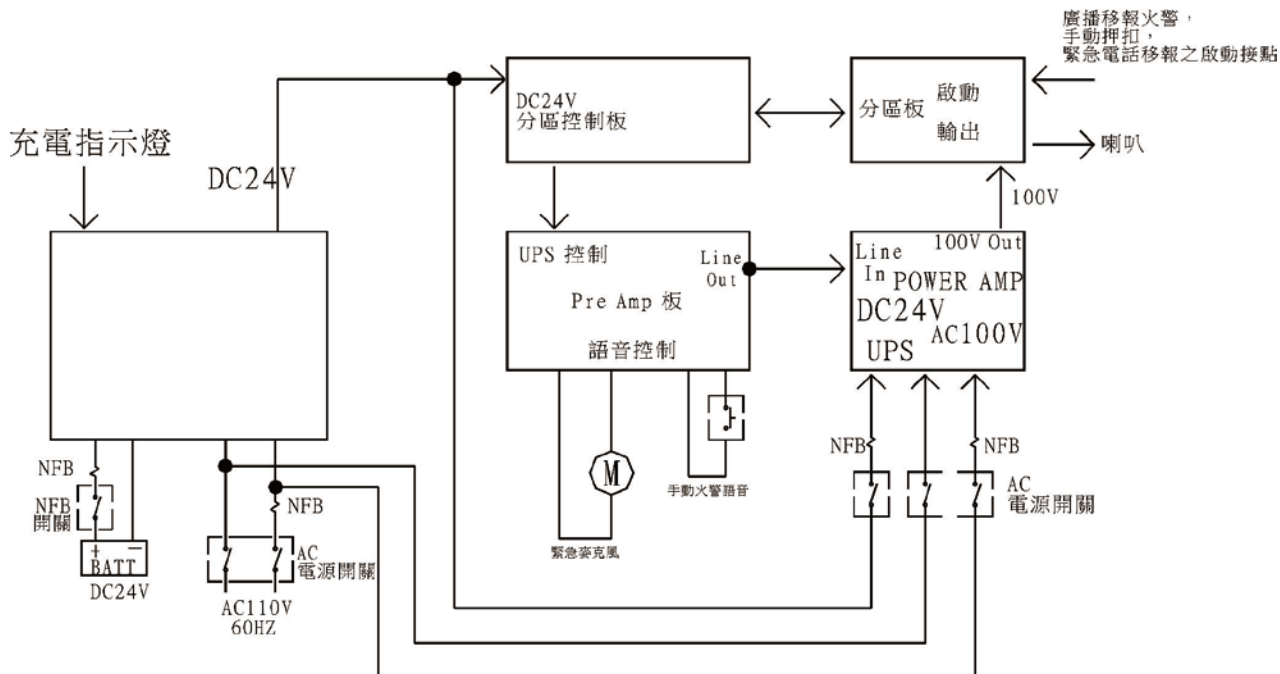 廣播移報火警，
手動押扣，
緊急電話移報之啟動接點
DC24V
分區控制板
分區板
啟動
輸出
喇叭
充電指示燈
DC24V
100V
UPS 控制
Line
Out
Pre Amp 板
語音控制
100V Out
Line
In
POWER AMP
DC24V
AC100V
UPS
NFB
NFB
開關
+ −
BATT
DC24V
NFB
AC
電源開關
AC110V
60HZ
M
緊急麥克風
手動火警語音
NFB
NFB
AC
電源開關